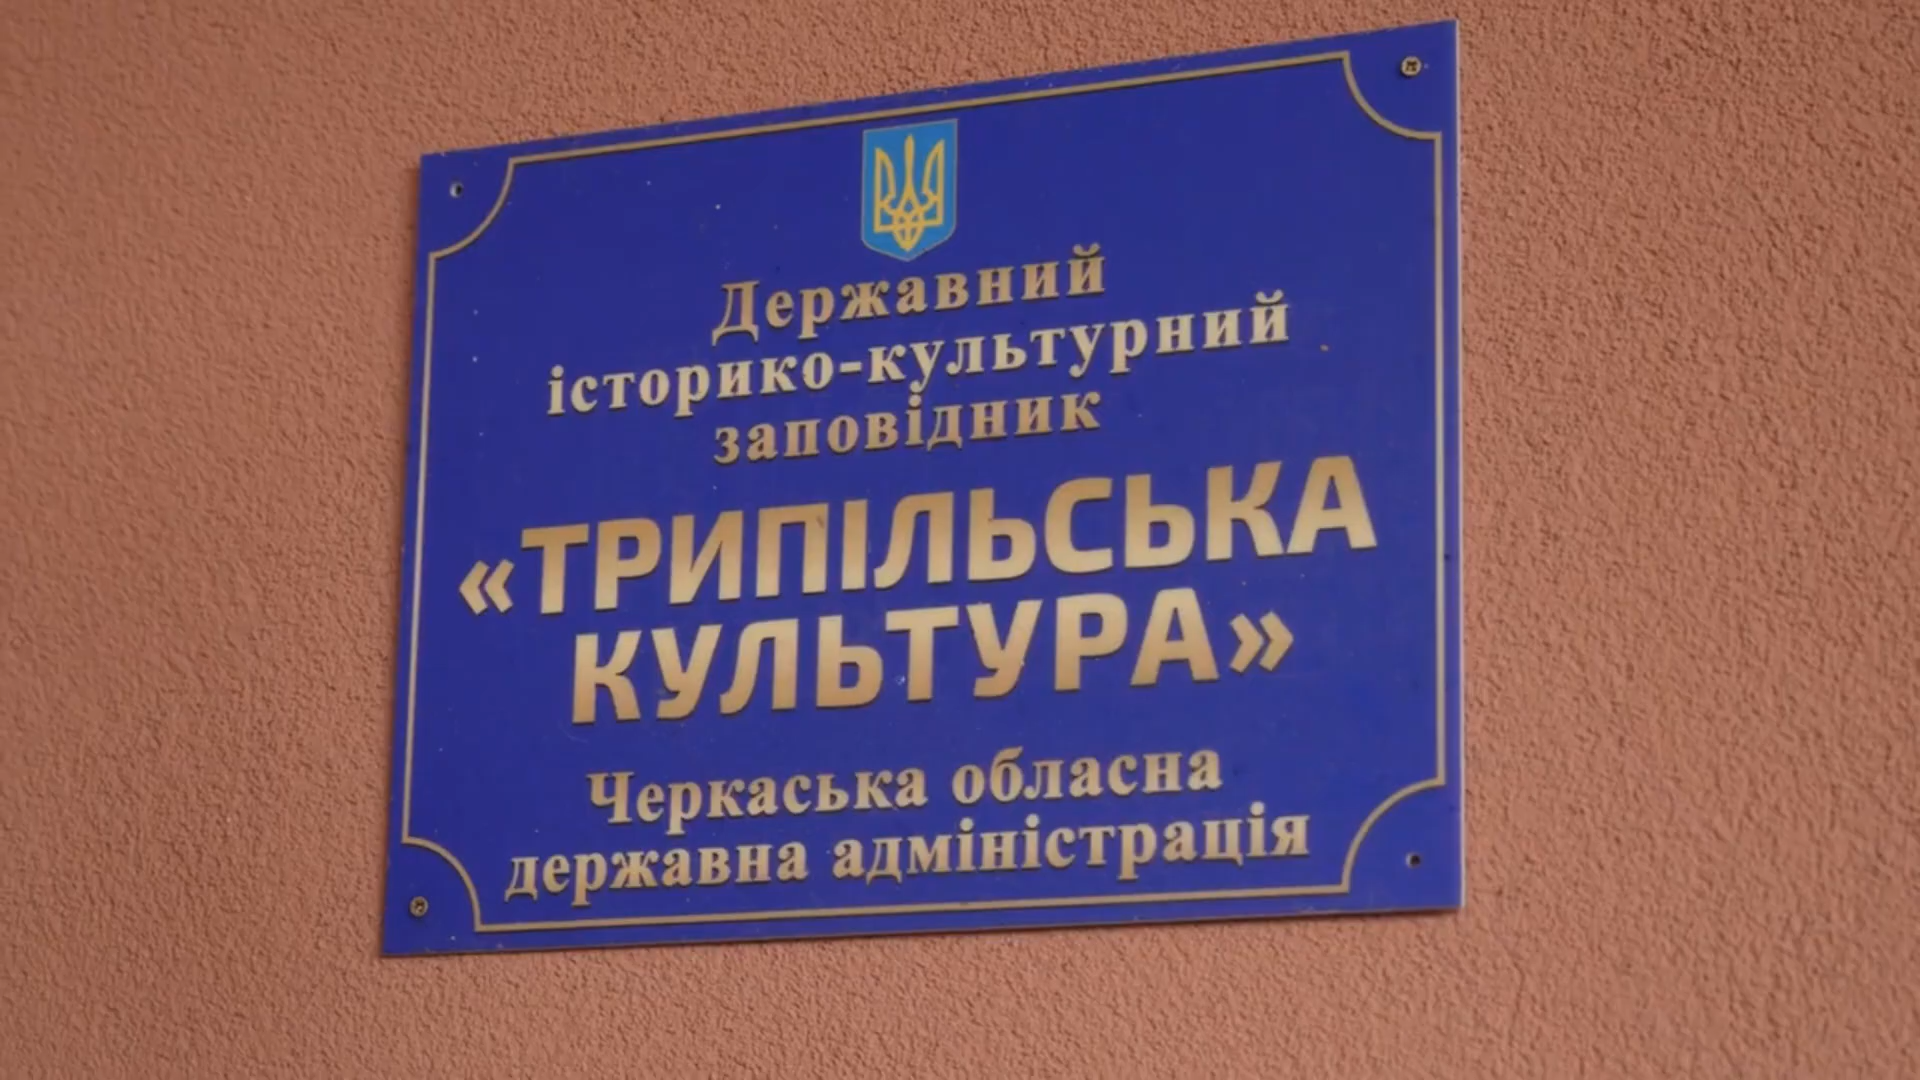 Державний
історико-культурний
заповідник
«ТРИПІЛЬСЬКА
КУЛЬТУРА»
Черкаська обласна
державна адміністрація